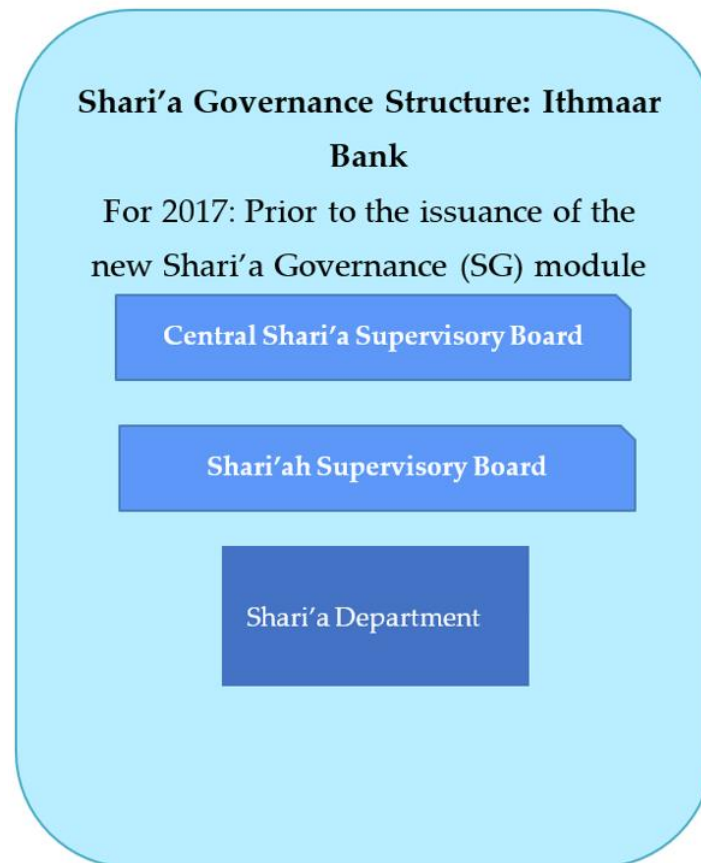 Shari’a Governance Structure: Ithmaar
Bank
For 2017: Prior to the issuance of the
new Shari’a Governance (SG) module
Central Shari’a Supervisory Board
Shari’ah Supervisory Board
Shari’a Department